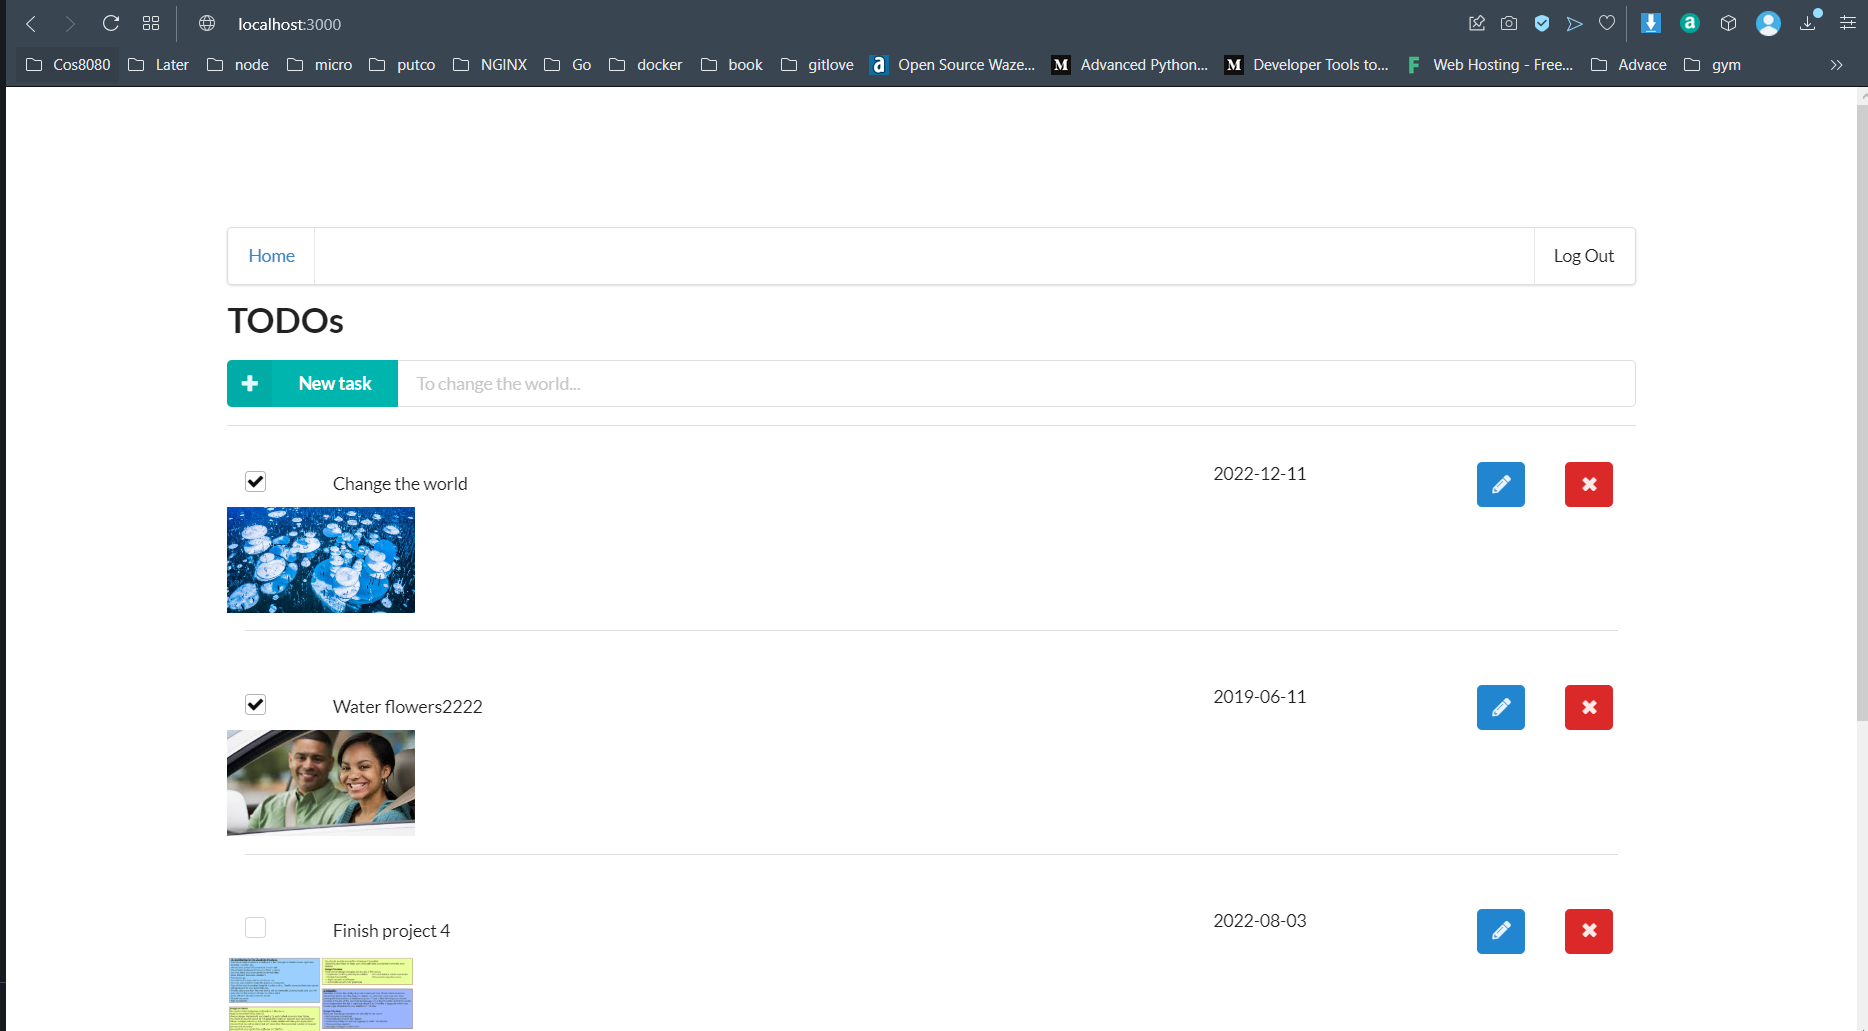 localhost:3000
Cos8080 Later node micro putco NGINX Go docker book gitlove a Open Source Waze... M Advanced Python... M Developer Tools to... F Web Hosting - Free... Advace gym
Home Log Out
TODOs
New task To change the world...
Change the world 2022-12-11
Water flowers2222 2019-06-11
Finish project 4 2022-08-03